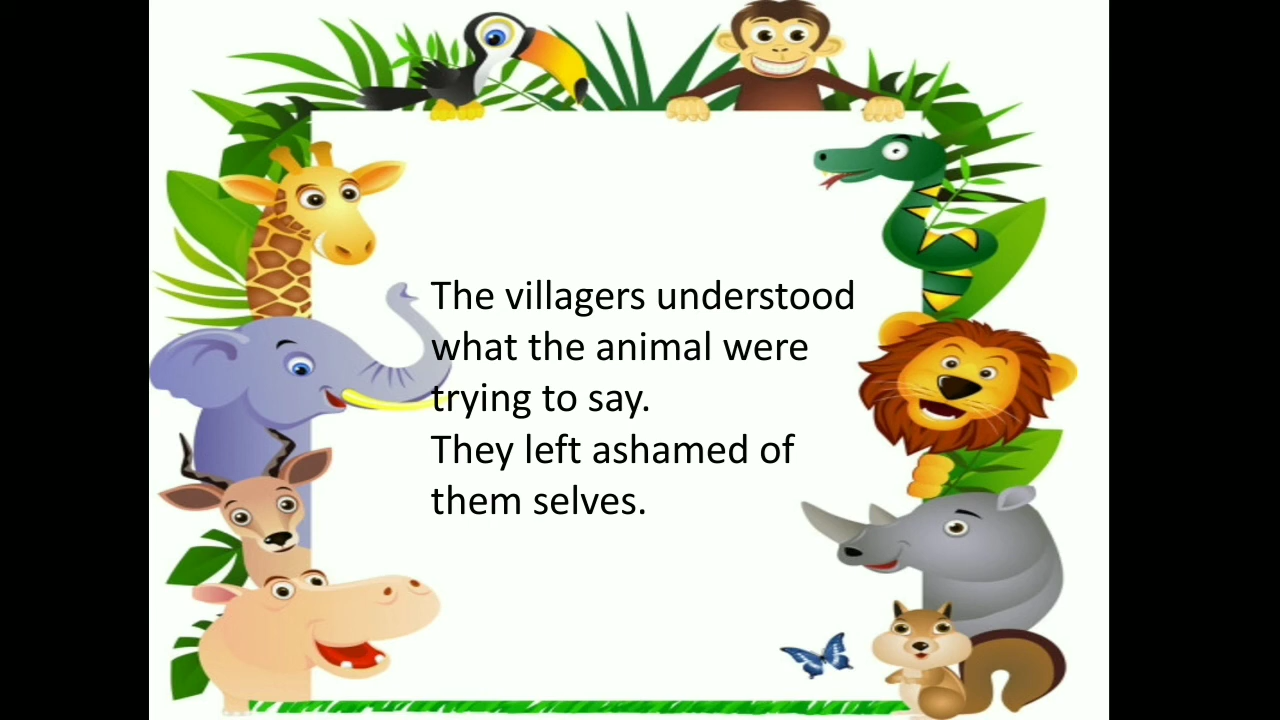 The villagers understood
what the animal were
trying to say.
They left ashamed of
them selves.